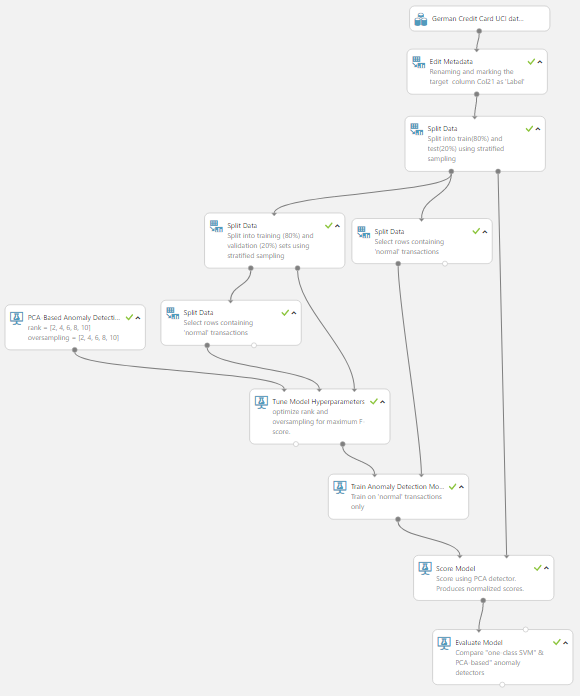 German Credit Card UCI dat...
Edit Metadata
Renaming and marking the
target column Col21 as 'Label'
Split Data
Split into train(80%) and
test(20%) using stratified
sampling
Split Data
Split into training (80%) and
validation (20%) sets using
stratified sampling
Split Data
Select rows containing
'normal' transactions
PCA-Based Anomaly Detecti...
rank = [2, 4, 6, 8, 10]
oversampling = [2, 4, 6, 8, 10]
Split Data
Select rows containing
'normal' transactions
Tune Model Hyperparameters
optimize rank and
oversampling for maximum F-
score.
Train Anomaly Detection Mo...
Train on 'normal' transactions
only
Score Model
Score using PCA detector.
Produces normalized scores.
Evaluate Model
Compare "one-class SVM" &
PCA-based" anomaly
detectors